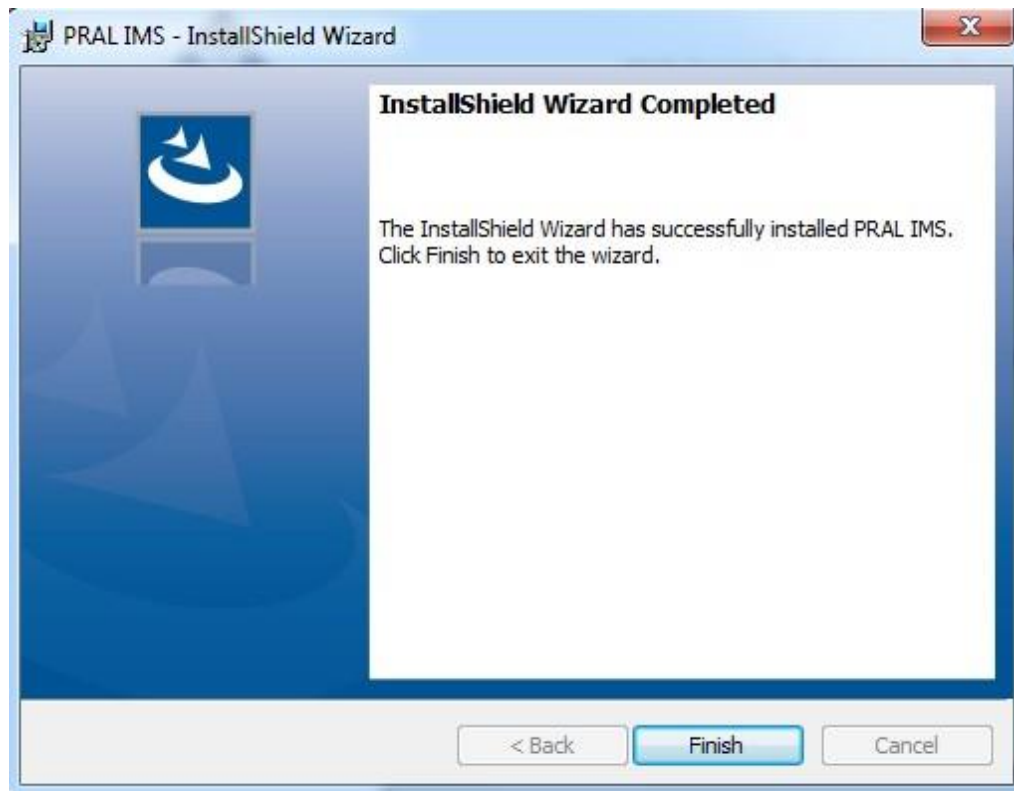 PRAL IMS - InstallShield Wizard
InstallShield Wizard Completed
The InstallShield Wizard has successfully installed PRAL IMS.
Click Finish to exit the wizard.
< Back
Finish
Cancel